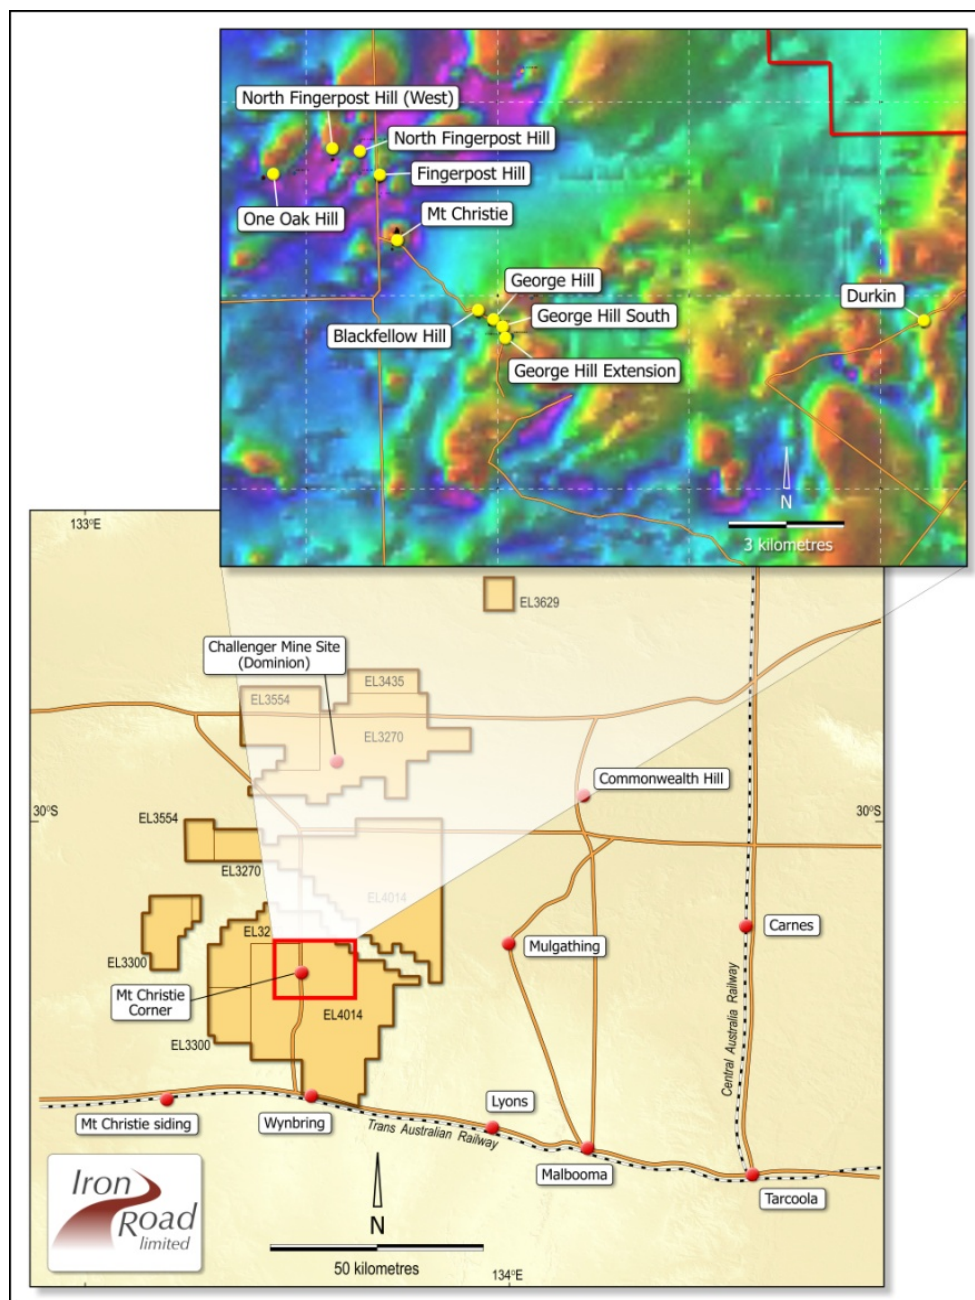 North Fingerpost Hill (West)
North Fingerpost Hill
Fingerpost Hill
One Oak Hill
Mt Christie
George Hill
Durkin
George Hill South
Blackfellow Hill
George Hill Extension
N
3 kilometres
133°E
EL3629
Challenger Mine Site
(Dominion)
EL3435
EL3554
EL3270
Commonwealth Hill
30°S
30°S
EL3554
EL3270
EL4014
EL32
Carnes
Mulgathing
EL3300
Mt Christie
Corner
EL4014
EL3300
Central Australia Railway
Mt Christie siding
Wynbring
Lyons
Trans Australian Railway
Malbooma
Tarcoola
Iron
Road
limited
N
50 kilometres
134°E